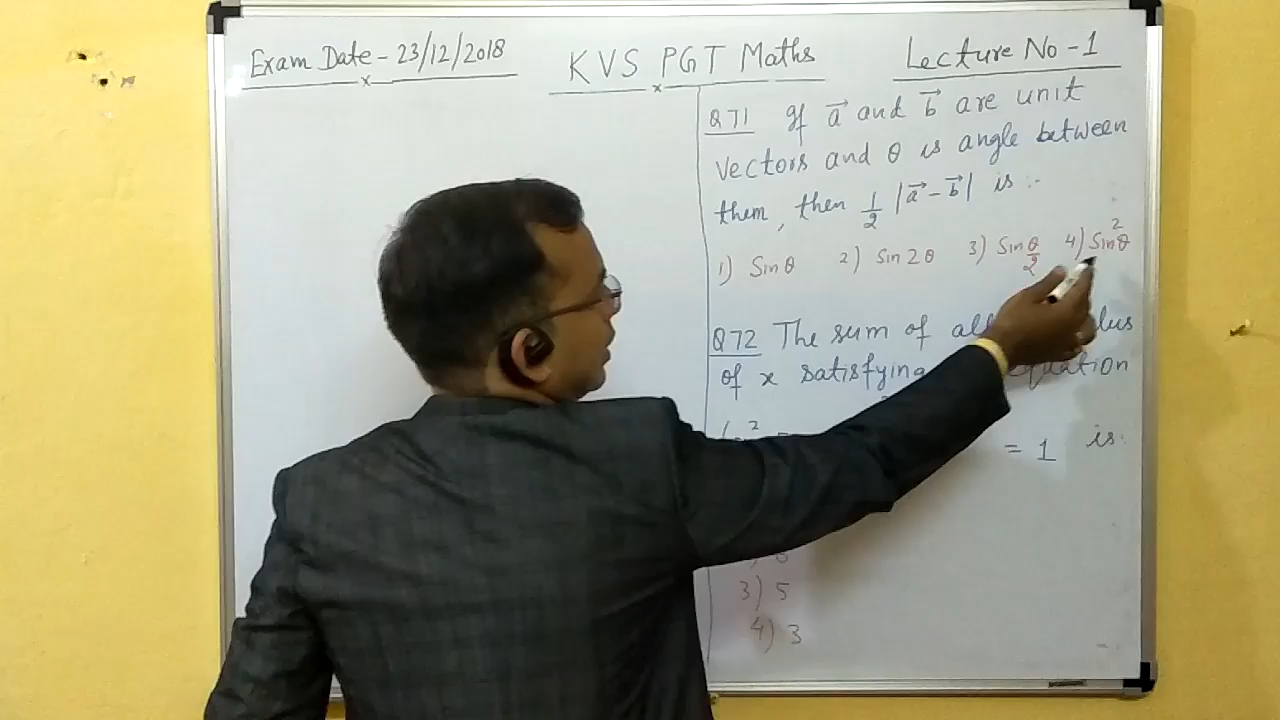 Exam Date - 23/12/2018
KVS PGT Maths
Lecture No - 1
Q71 If a⃗ and b⃗ are unit
vectors and θ is angle between
them, then 1/2 |a⃗ - b⃗| is :-
1) Sinθ 2) Sin2θ 3) Sin θ/2 4) Sin²θ
Q72 The sum of all
of x satisfying equation
= 1 is:
3) 5
4) 3